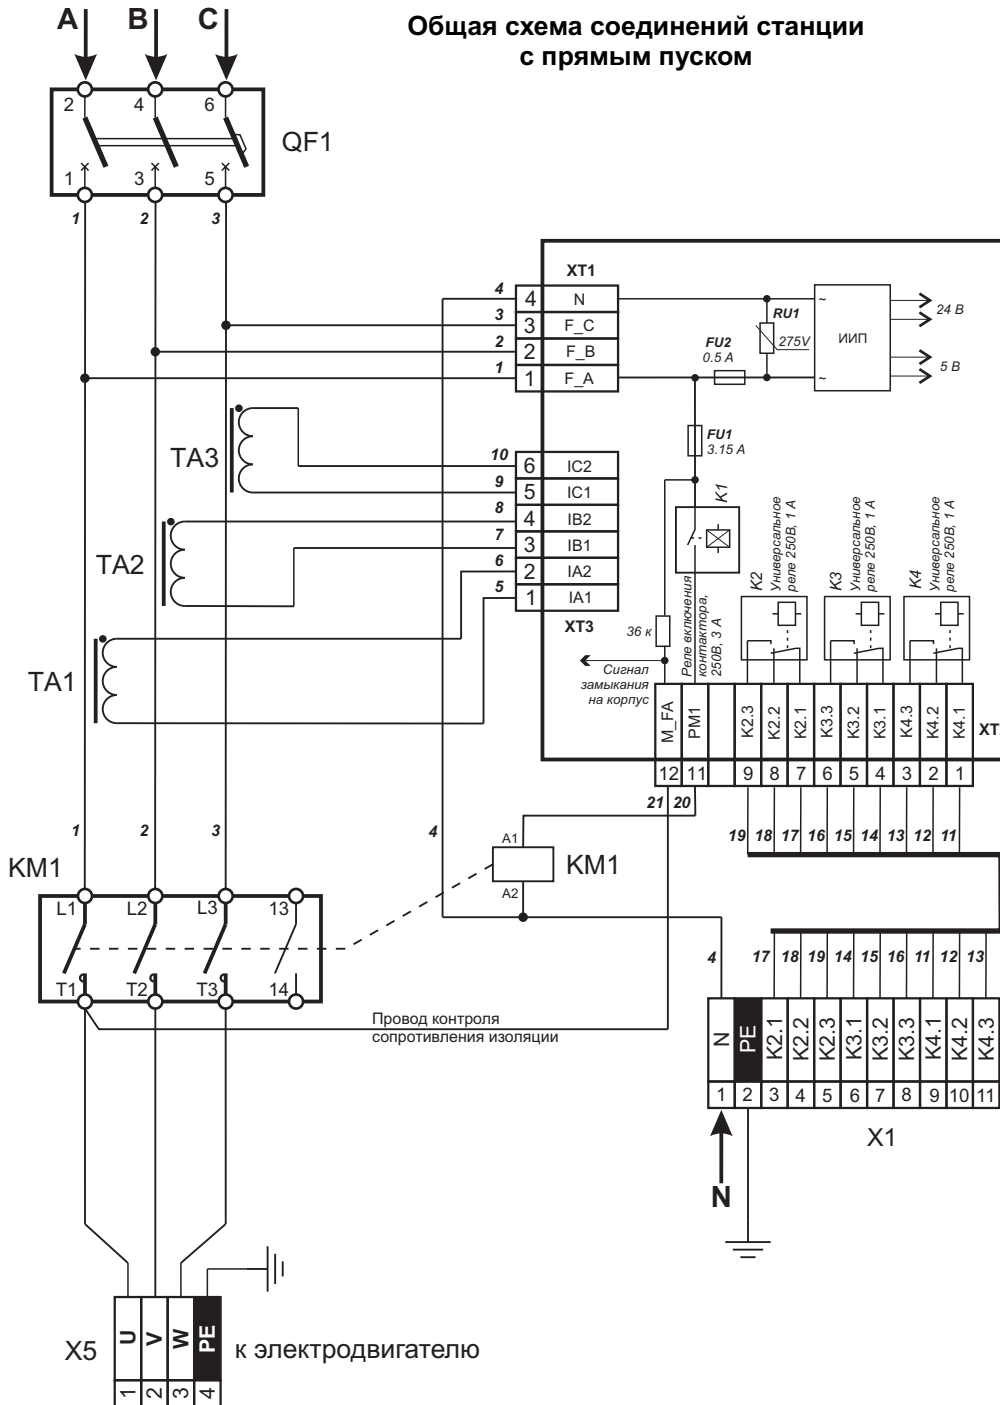 Общая схема соединений станции
с прямым пуском
A B C
2 4 6
QF1
1 3 5
1 2 3
XT1
4 4 N
3 3 F_C
2 2 F_B
1 1 F_A
RU1
275V
FU2
0.5 A
ИИП
~
~
24 В
5 В
FU1
3.15 A
TA3
10 6 IC2
9 5 IC1
8 4 IB2
7 3 IB1
6 2 IA2
5 1 IA1
XT3
TA2
TA1
K1
Реле включения
контактора,
250В, 3 А
K2
Универсальное
реле 250В, 1 А
K3
Универсальное
реле 250В, 1 А
K4
Универсальное
реле 250В, 1 А
36 к
Сигнал
замыкания
на корпус
M_FA PM1 K2.3 K2.2 K2.1 K3.3 K3.2 K3.1 K4.3 K4.2 K4.1
12 11 9 8 7 6 5 4 3 2 1
21 20 19 18 17 16 15 14 13 12 11
1 2 3 4
A1
KM1
A2
KM1
L1 L2 L3 13
T1 T2 T3 14
Провод контроля
сопротивления изоляции
4 17 18 19 14 15 16 11 12 13
N PE K2.1 K2.2 K2.3 K3.1 K3.2 K3.3 K4.1 K4.2 K4.3
1 2 3 4 5 6 7 8 9 10 11
X1
N
X5
U V W PE
1 2 3 4
к электродвигателю